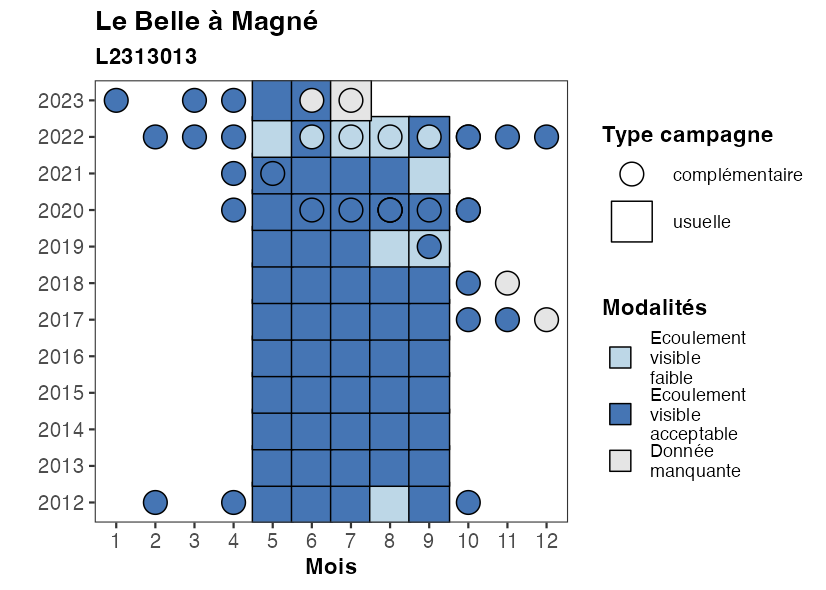 Le Belle à Magné
L2313013
2023
2022
2021
2020
2019
2018
2017
2016
2015
2014
2013
2012
1 2 3 4 5 6 7 8 9 10 11 12
Mois
Type campagne
complémentaire
usuelle
Modalités
Ecoulement
visible
faible
Ecoulement
visible
acceptable
Donnée
manquante